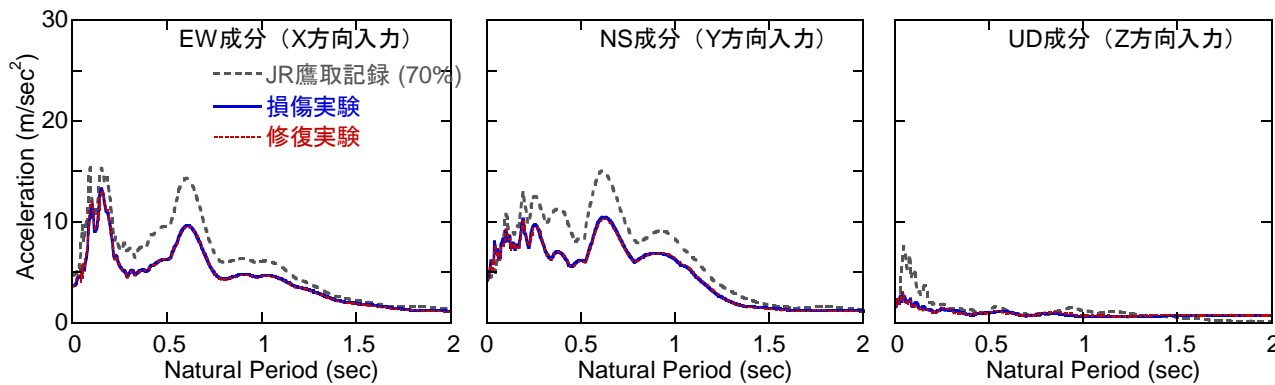 EW成分（X方向入力）
JR鷹取記録 (70%)
損傷実験
修復実験
Acceleration (m/sec²)
30
20
10
0
0 0.5 1 1.5 2
Natural Period (sec)
NS成分（Y方向入力）
0 0.5 1 1.5 2
Natural Period (sec)
UD成分（Z方向入力）
0 0.5 1 1.5 2
Natural Period (sec)